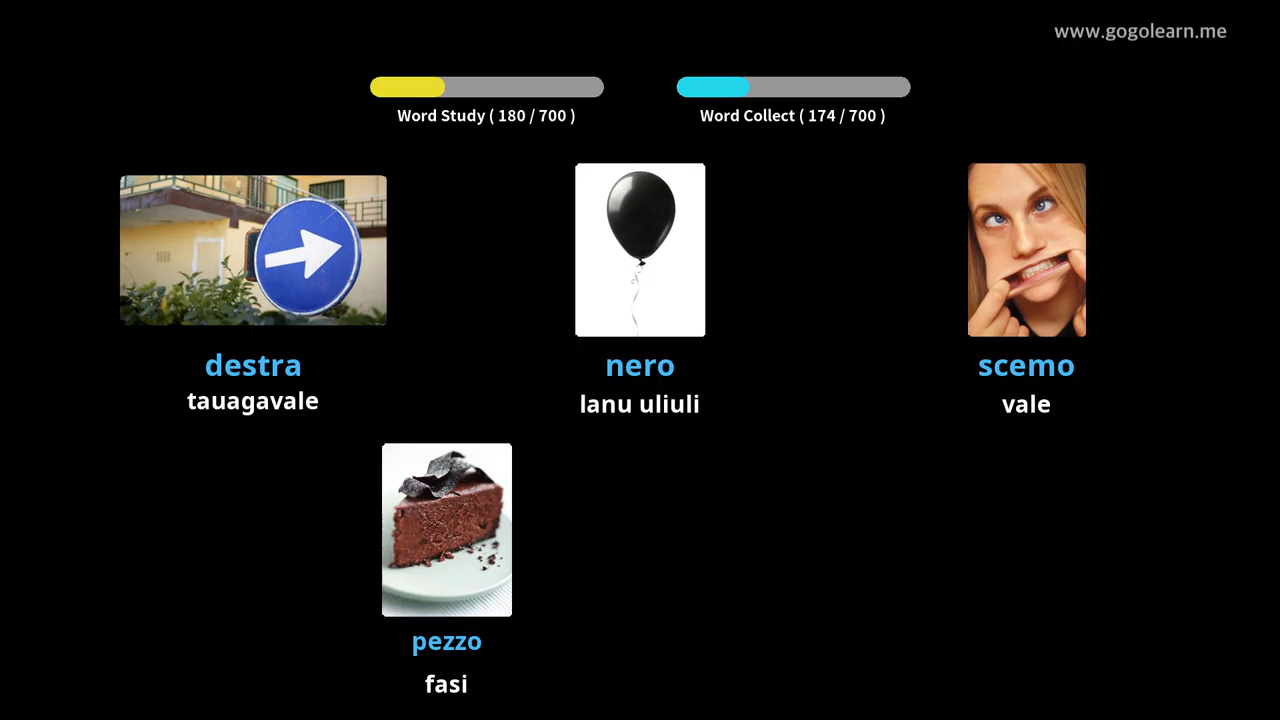 www.gogolearn.me
Word Study ( 180 / 700 )
Word Collect ( 174 / 700 )
destra
nero
scemo
tauagavale
lanu uliuli
vale
pezzo
fasi